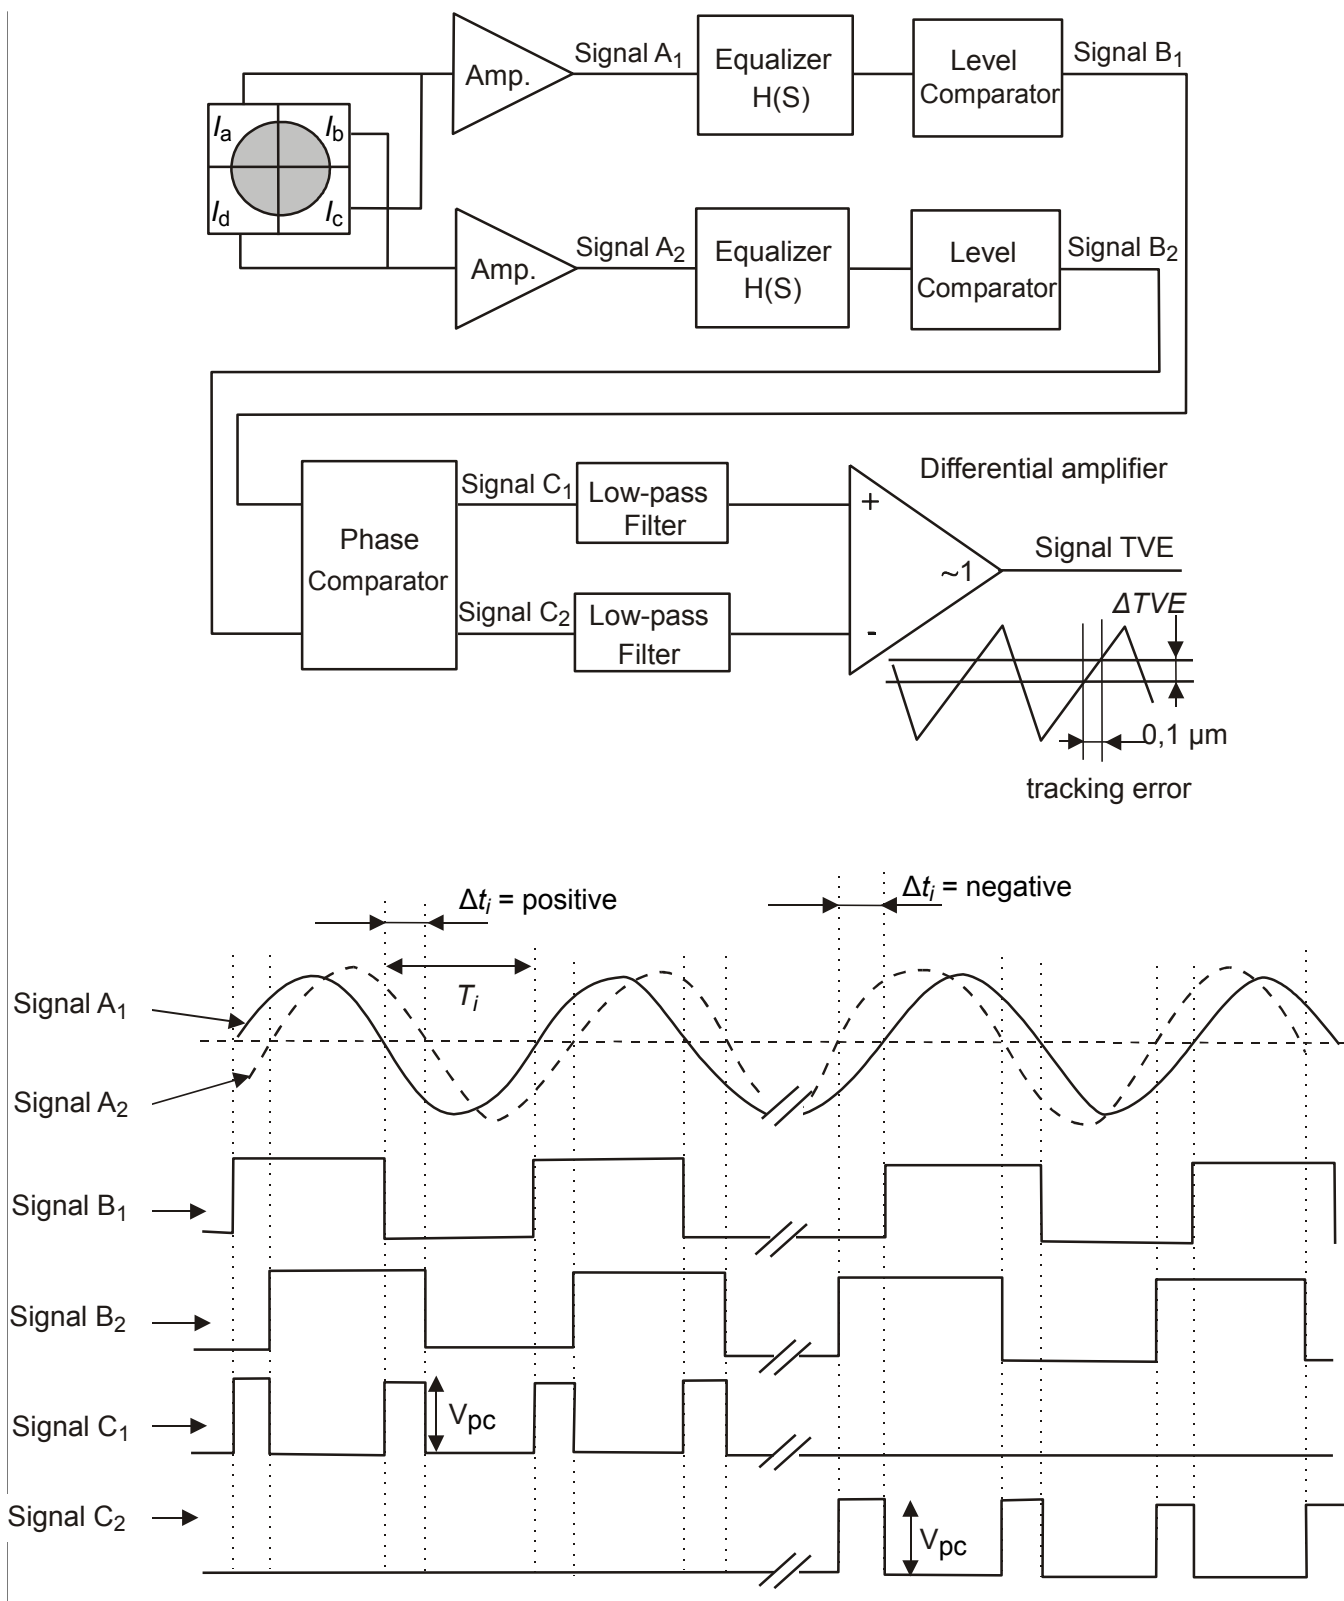 Signal A1
Equalizer
H(S)
Level
Comparator
Signal B1
Amp.
Ia
Ib
Id
Ic
Signal A2
Equalizer
H(S)
Level
Comparator
Signal B2
Amp.
Differential amplifier
Signal C1
Low-pass
Filter
+
Phase
Comparator
~1
Signal TVE
Signal C2
Low-pass
Filter
-
ΔTVE
0,1 μm
tracking error
Δti = positive
Δti = negative
Signal A1
Ti
Signal A2
Signal B1
Signal B2
Signal C1
Vpc
Signal C2
Vpc